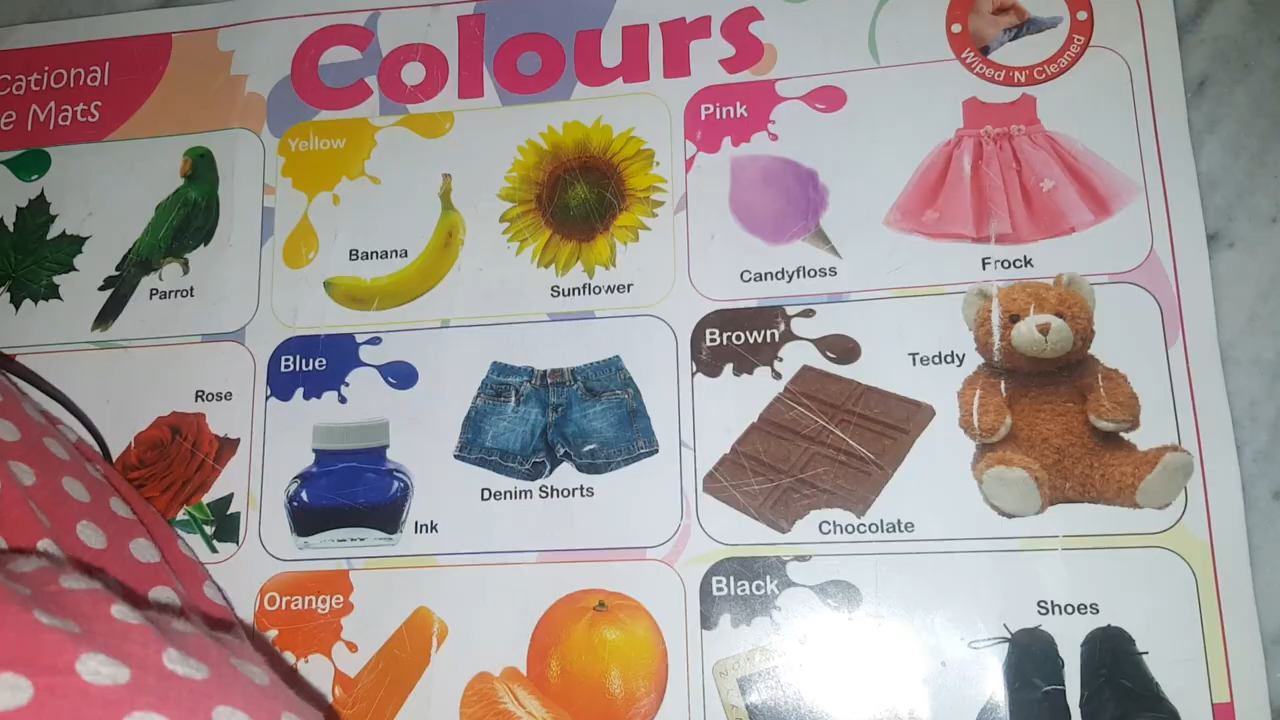 Colours
cational
e Mats
Wiped 'N' Cleaned
Parrot
Yellow
Banana
Sunflower
Pink
Candyfloss
Frock
Rose
Blue
Ink
Denim Shorts
Brown
Teddy
Chocolate
Orange
Black
Shoes